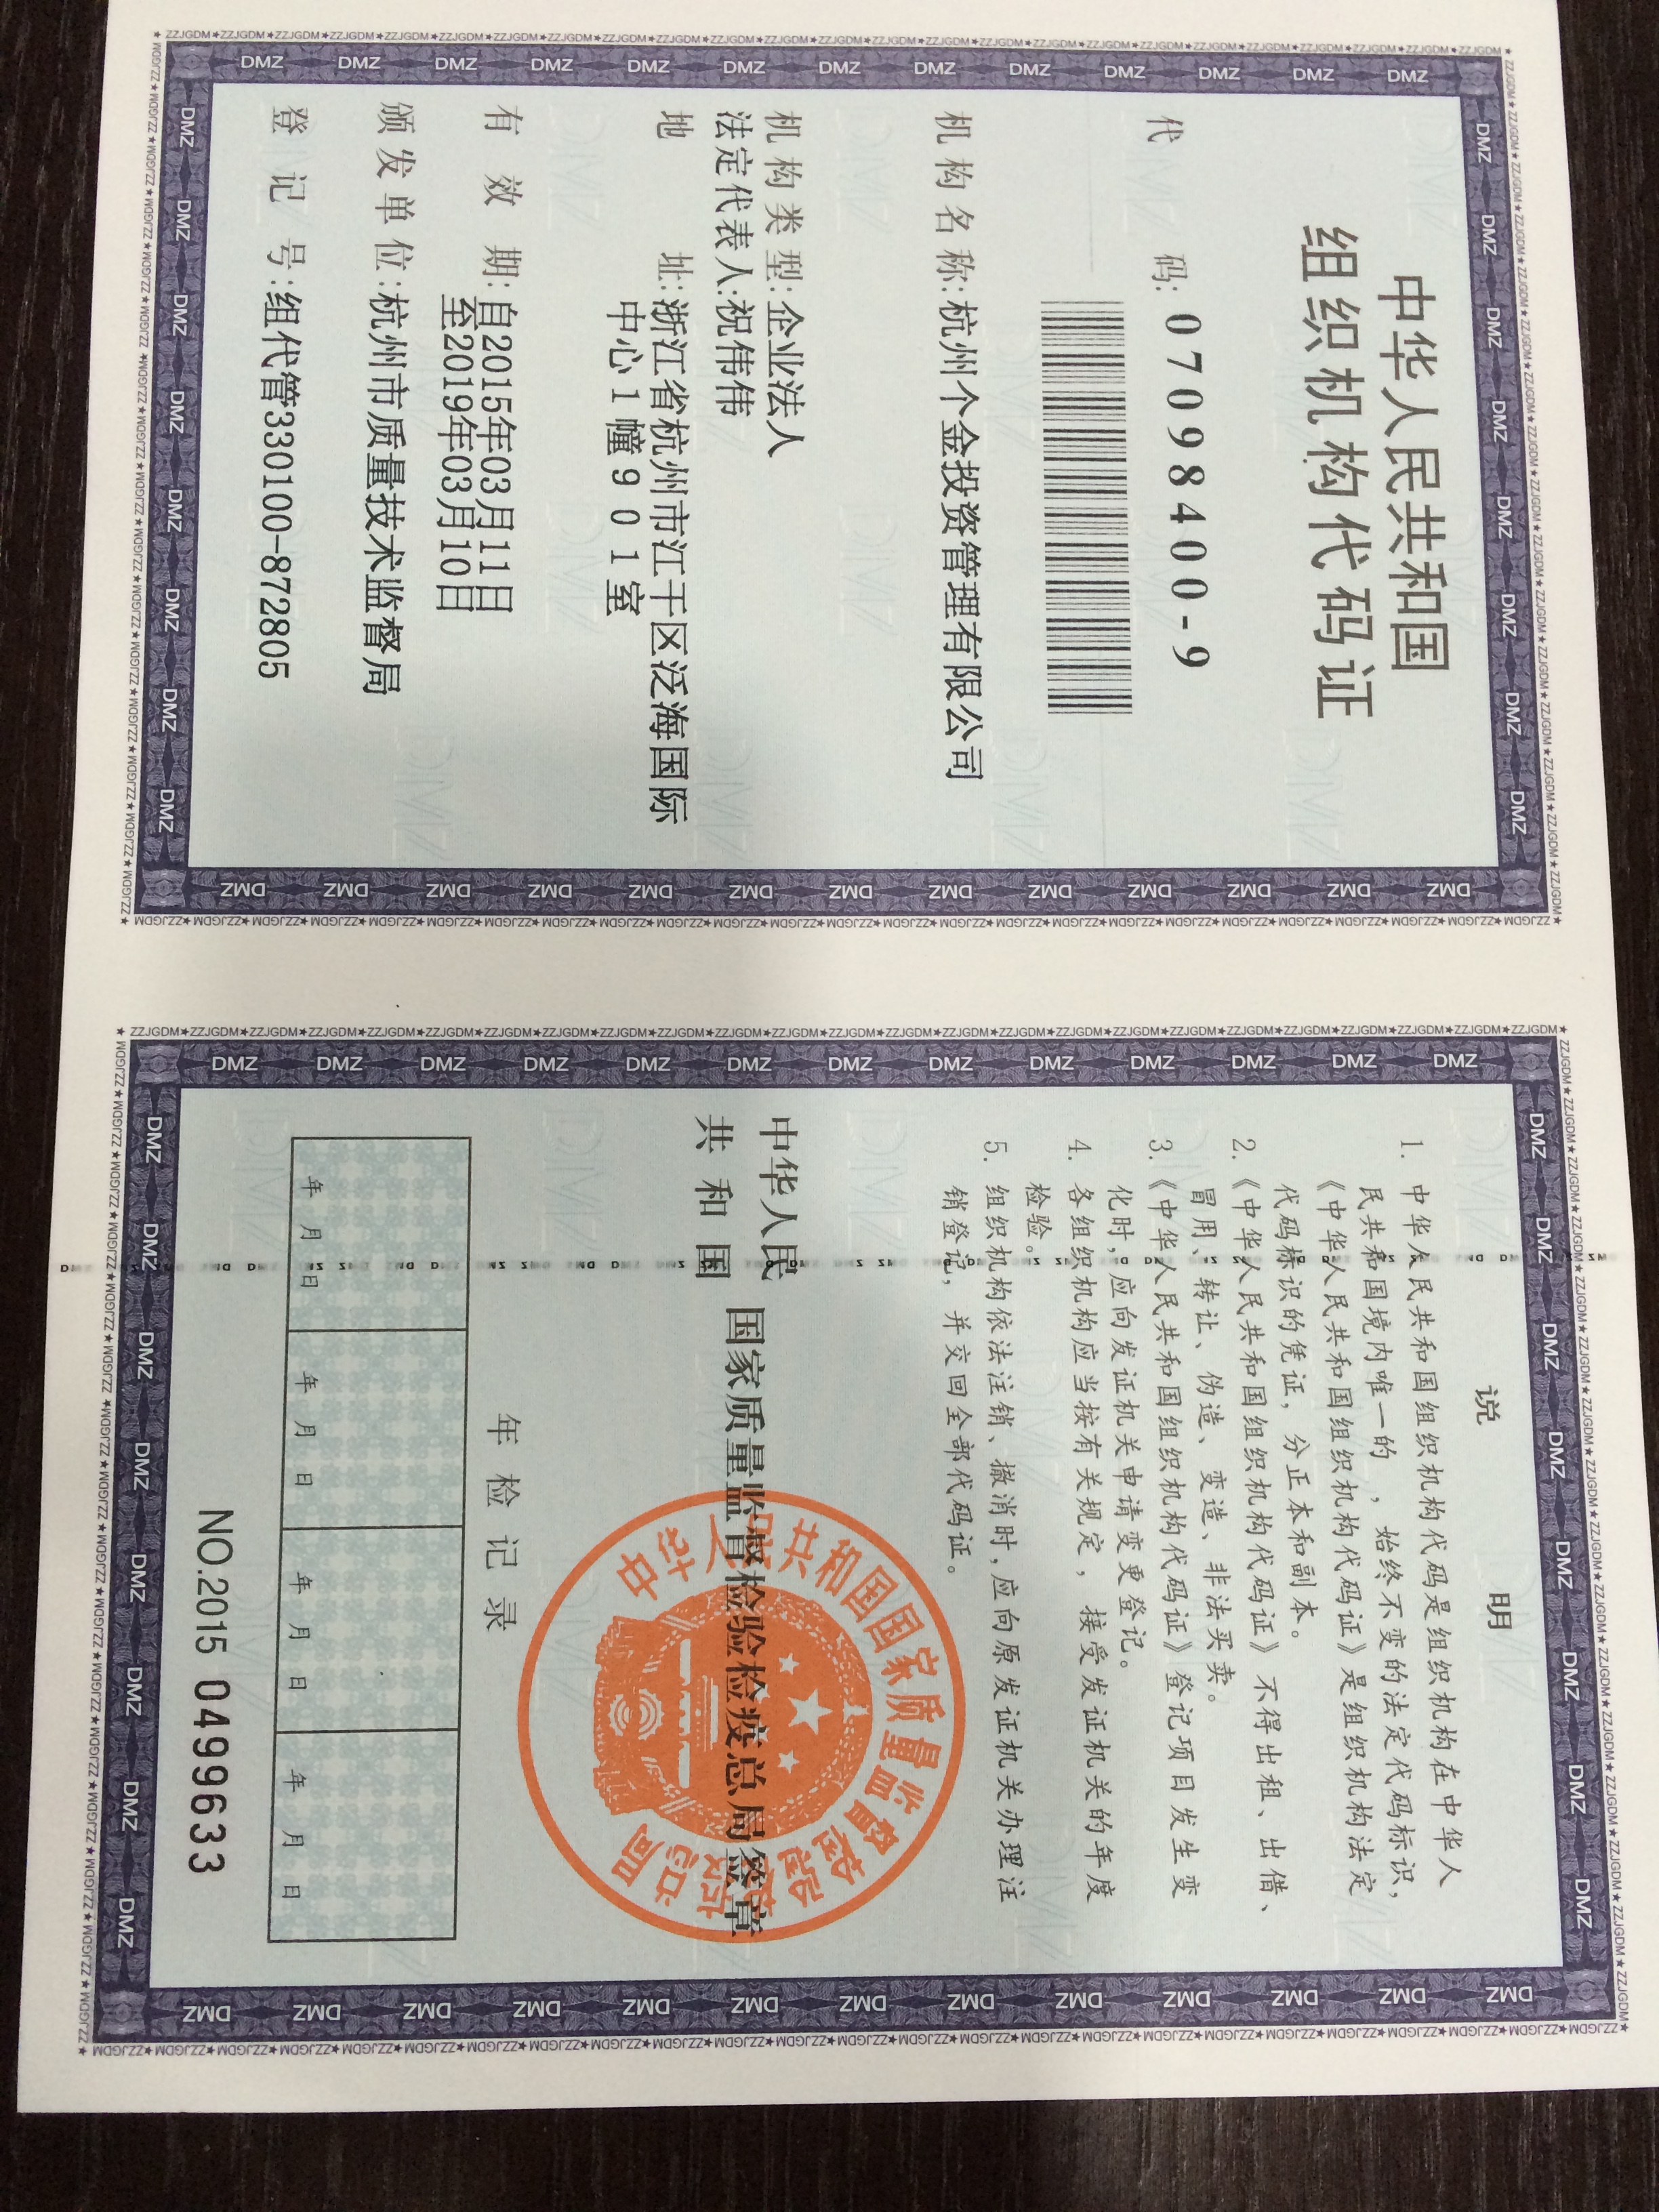 中华人民共和国
组织机构代码证
代码: 07098400-9
机构名称:杭州个金投资管理有限公司
机构类型:企业法人
法定代表人:祝伟伟
地址:浙江省杭州市江干区泛海国际
中心1幢901室
有效期:自2015年03月11日
至2019年03月10日
颁发单位:杭州市质量技术监督局
登记号:组代管330100-872805
说明
1. 中华人民共和国组织机构代码是组织机构在中华人
民共和国境内唯一的,始终不变的法定代码标识,
《中华人民共和国组织机构代码证》是组织机构法定
代码标识的凭证,分正本和副本。
2.《中华人民共和国组织机构代码证》不得出租、出借、
冒用、转让、伪造、变造、非法买卖。
3.《中华人民共和国组织机构代码证》登记项目发生变
化时,应向发证机关申请变更登记。
4. 各组织机构应当按有关规定,接受发证机关的年度
检验。
5. 组织机构依法注销、撤消时,应向原发证机关办理注
销登记,并交回全部代码证。
中华人民
共和国
国家质量监督检验检疫总局签章
中华人民共和国国家质量监督检验检疫总局
年检记录
年 月 日 年 月 日 年 月 日 年 月 日
NO.2015 0499633